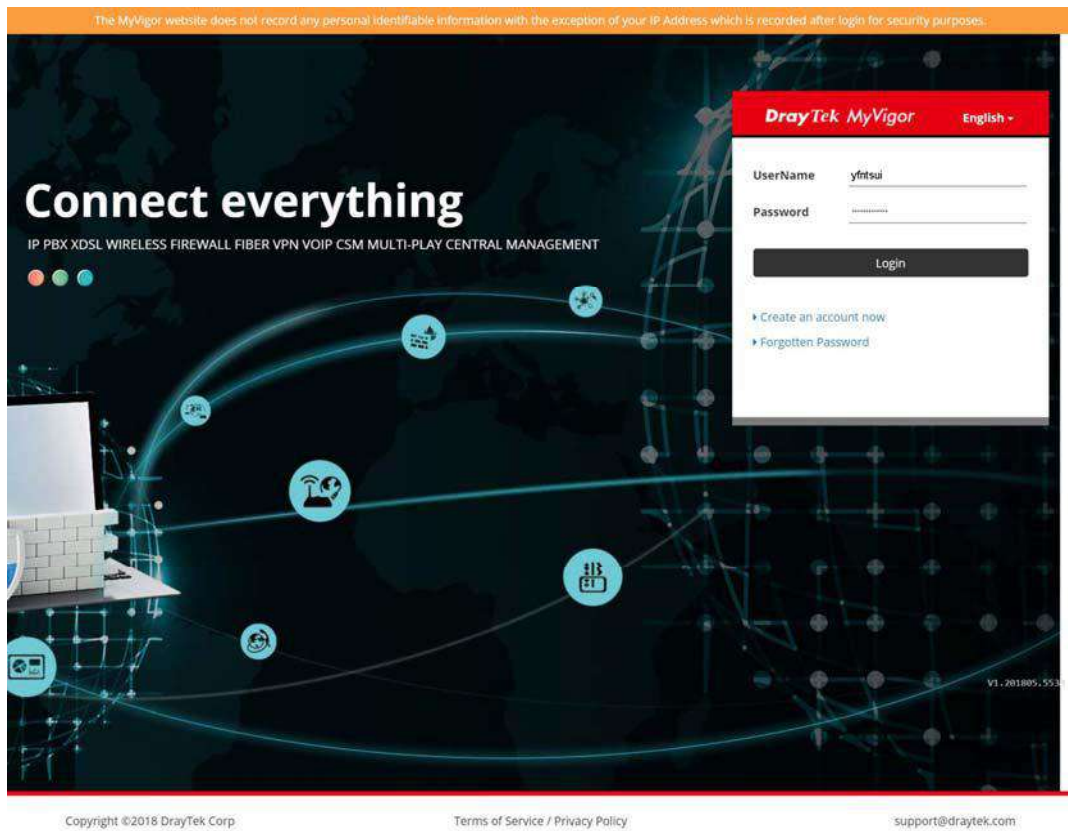 The MyVigor website does not record any personal identifiable information with the exception of your IP Address which is recorded after login for security purposes.
DrayTek MyVigor English
UserName yfntsui
Password
Login
Create an account now
Forgotten Password
Connect everything
IP PBX XDSL WIRELESS FIREWALL FIBER VPN VOIP CSM MULTI-PLAY CENTRAL MANAGEMENT
Copyright ©2018 DrayTek Corp Terms of Service / Privacy Policy support@draytek.com